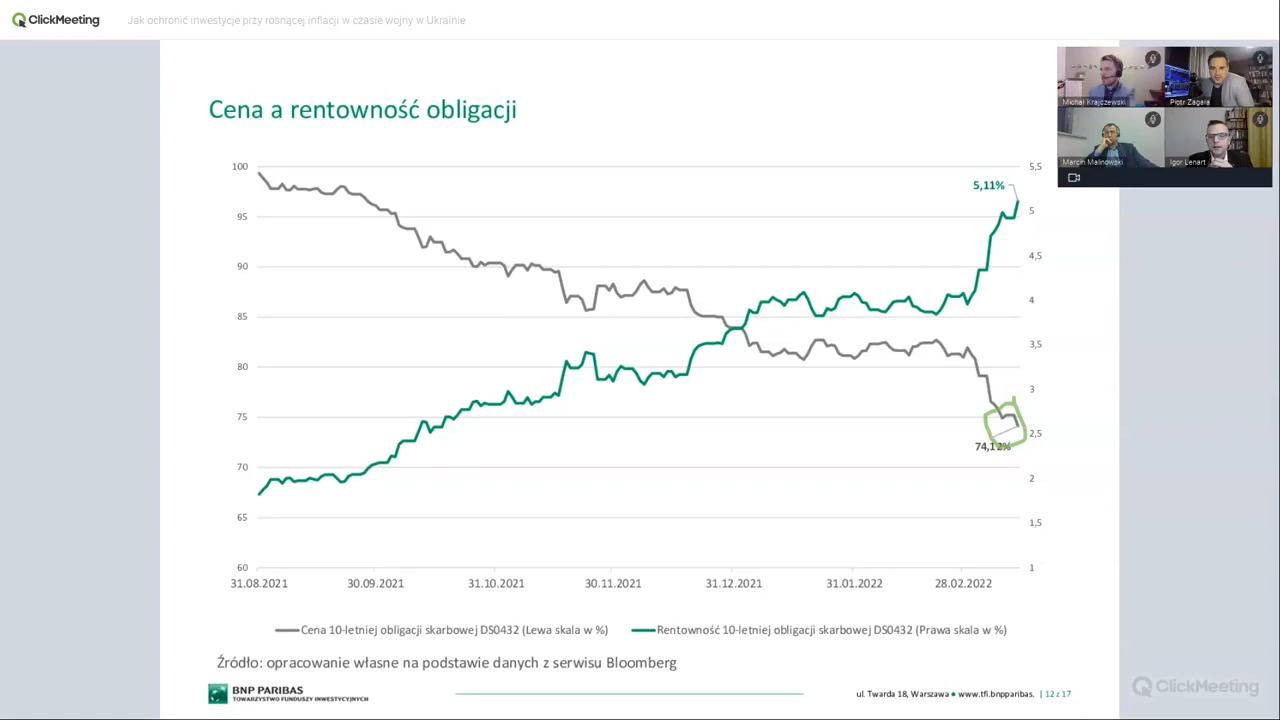 ClickMeeting
Jak ochronić inwestycje przy rosnącej inflacji w czasie wojny w Ukrainie
Michał Krajczewski
Piotr Zagała
Marcin Malinowski
Igor Lenart
Cena a rentowność obligacji
100
95
90
85
80
75
70
65
60
5,5
5
4,5
4
3,5
3
2,5
2
1,5
1
5,11%
74,12%
31.08.2021 30.09.2021 31.10.2021 30.11.2021 31.12.2021 31.01.2022 28.02.2022
Cena 10-letniej obligacji skarbowej DS0432 (Lewa skala w %) Rentowność 10-letniej obligacji skarbowej DS0432 (Prawa skala w %)
Źródło: opracowanie własne na podstawie danych z serwisu Bloomberg
BNP PARIBAS
TOWARZYSTWO FUNDUSZY INWESTYCYJNYCH
ul. Twarda 18, Warszawa • www.tfi.bnpparibas. | 12 z 17
ClickMeeting